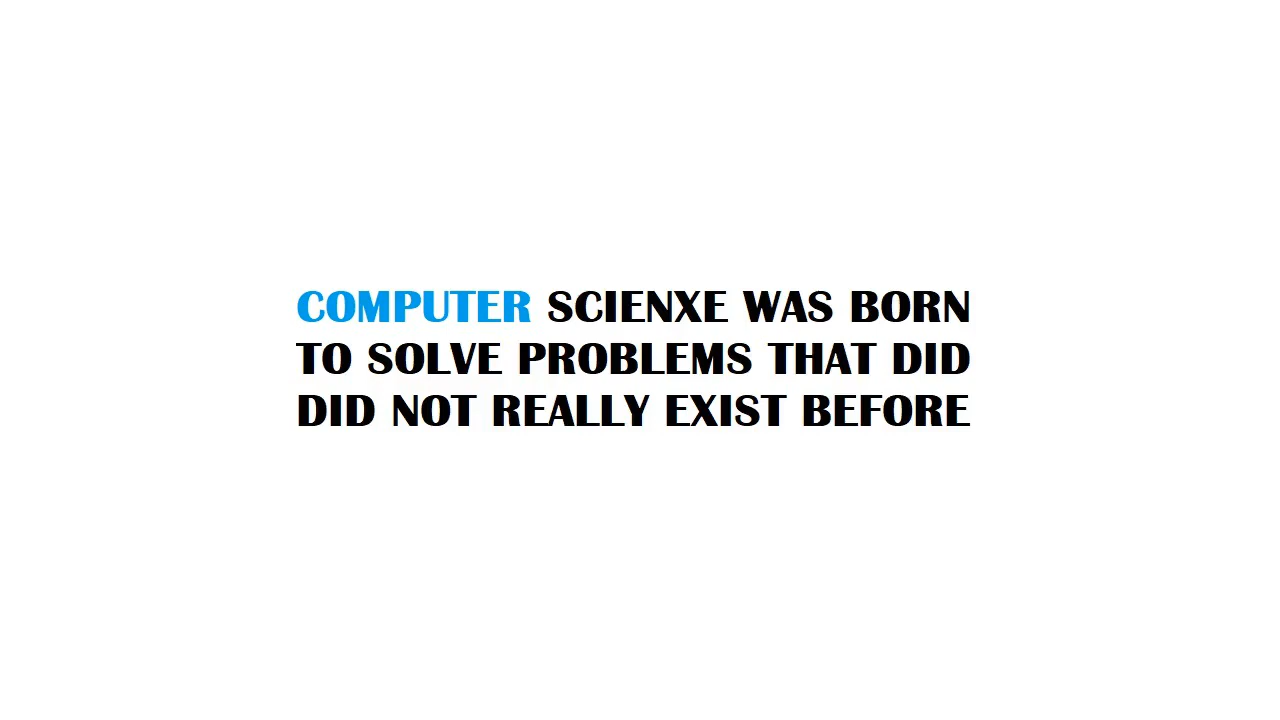 COMPUTER SCIENXE WAS BORN
TO SOLVE PROBLEMS THAT DID
DID NOT REALLY EXIST BEFORE